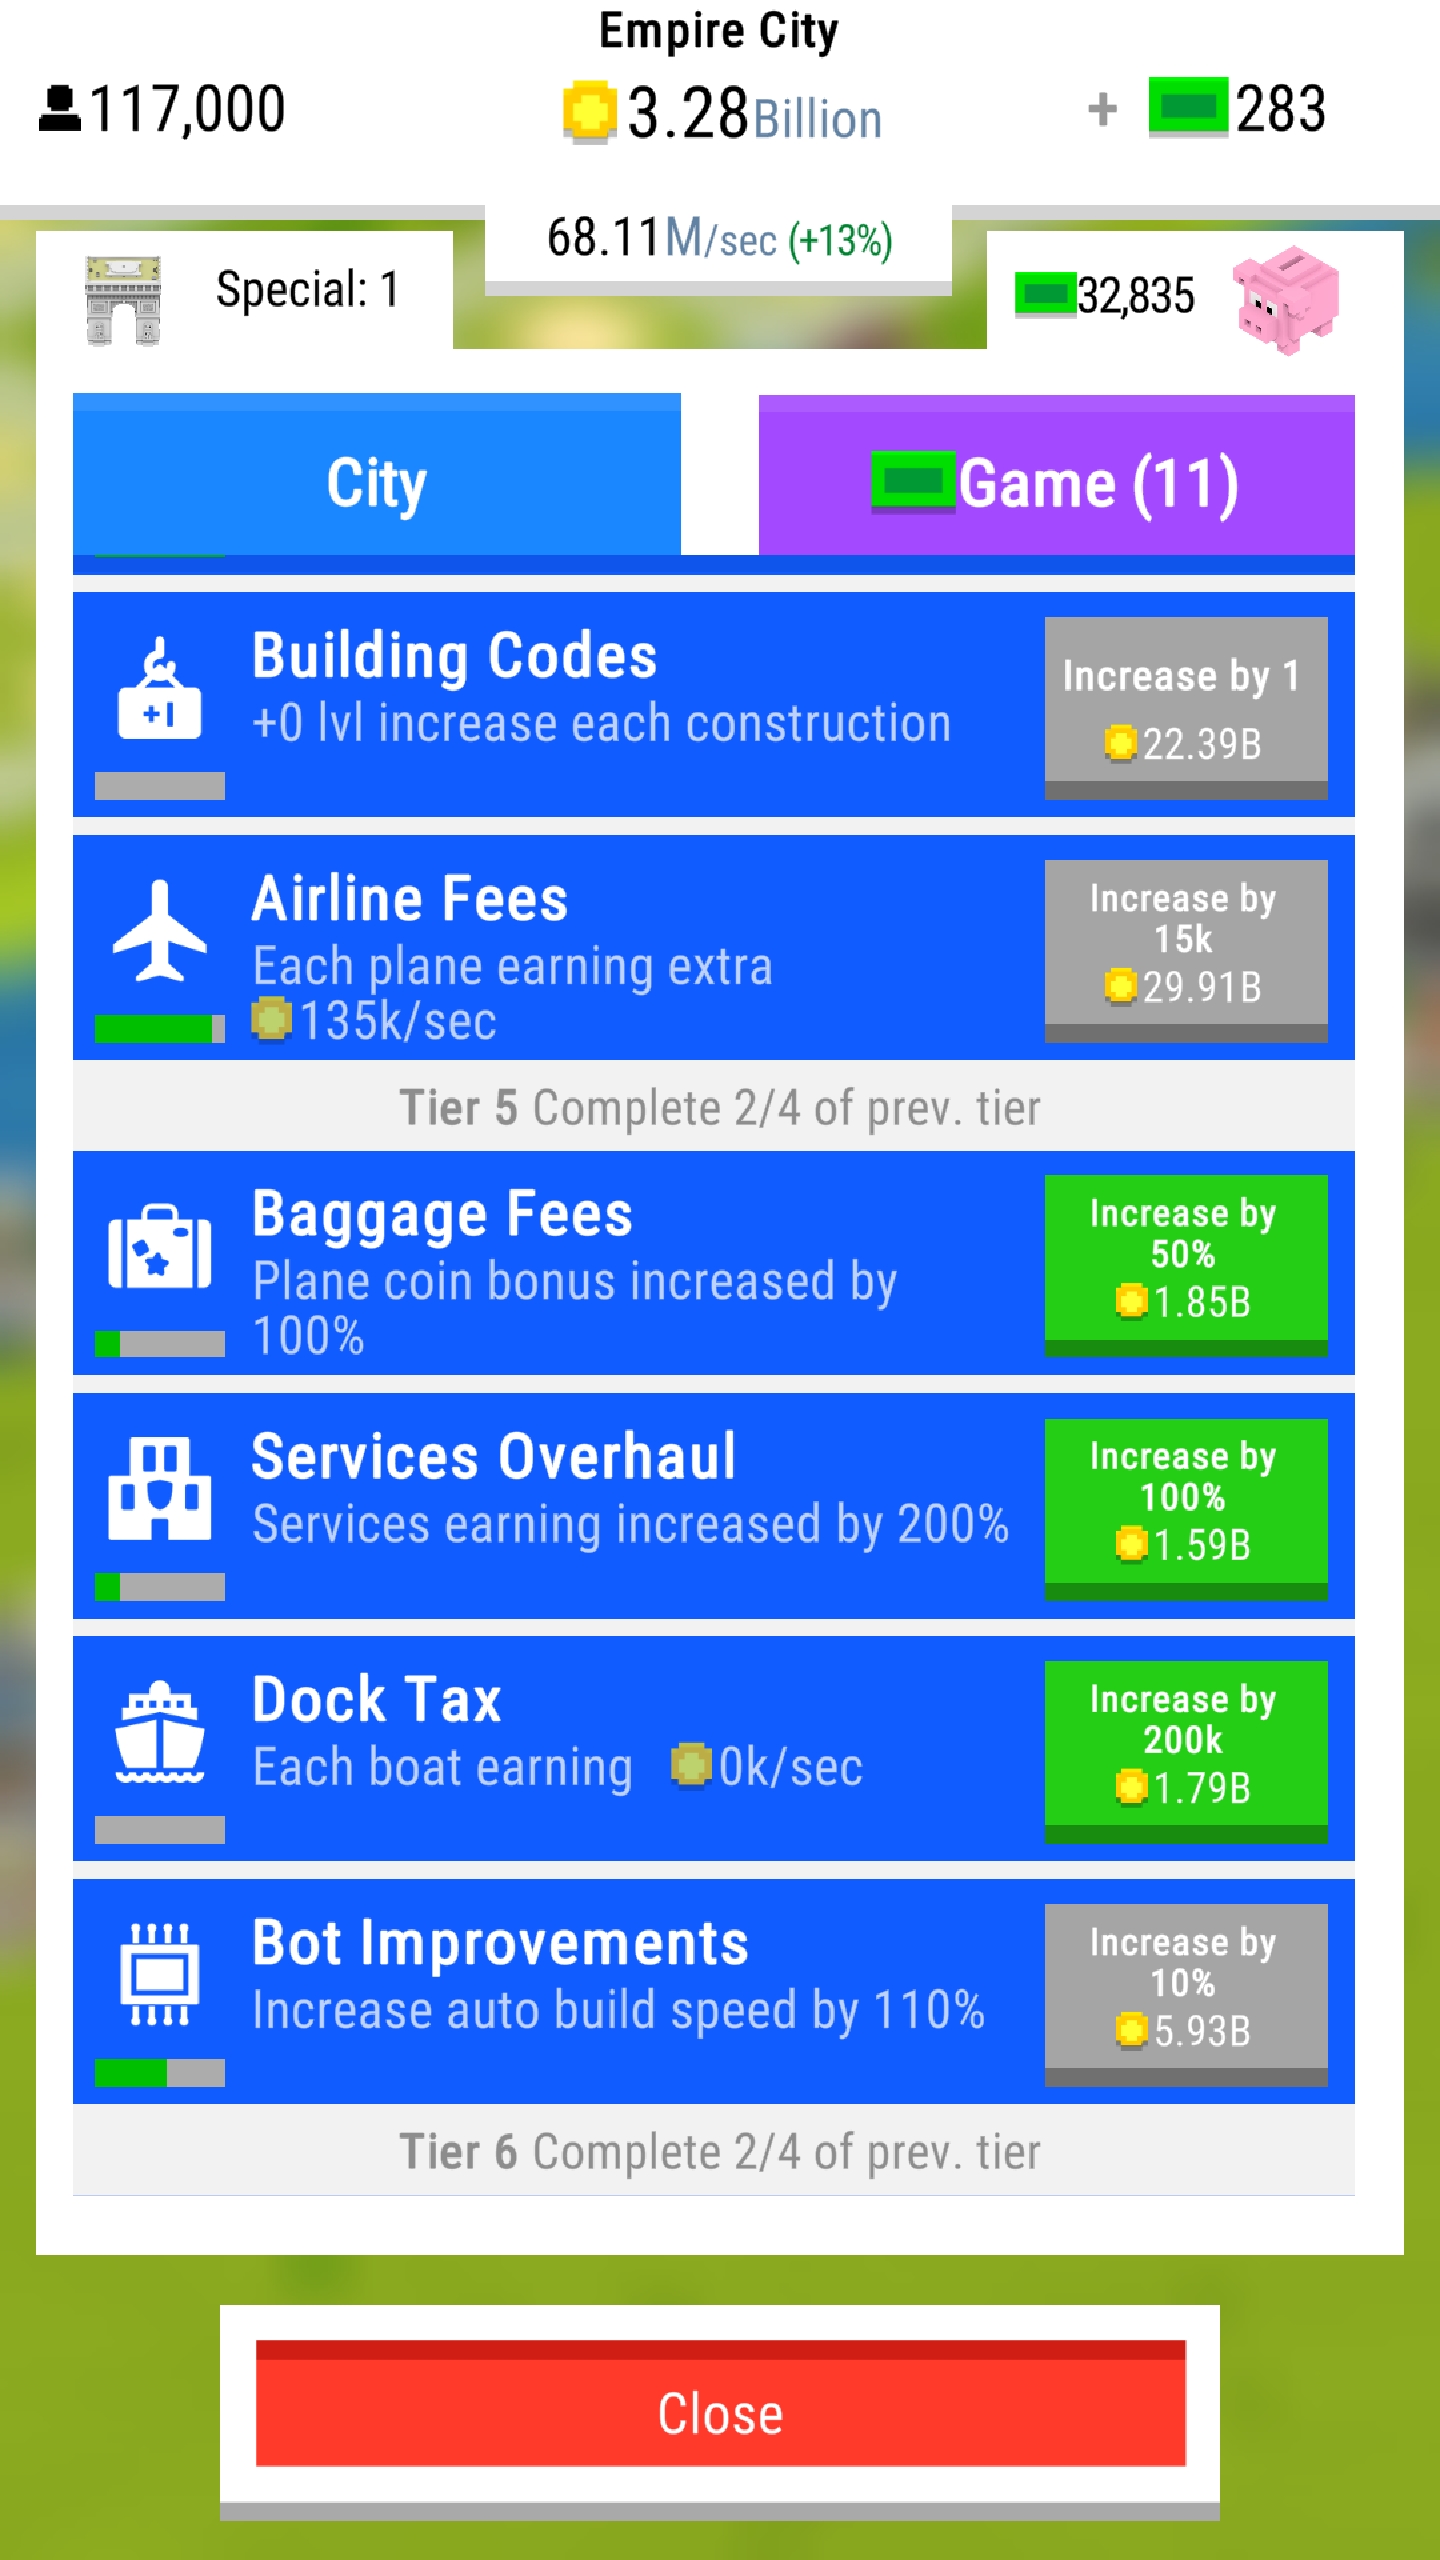 Empire City
117,000
3.28Billion
+ 283
68.11M/sec (+13%)
Special: 1
32,835
City
Game (11)
Building Codes
+0 lvl increase each construction
Increase by 1
22.39B
+1
Airline Fees
Each plane earning extra
135k/sec
Increase by
15k
29.91B
Tier 5 Complete 2/4 of prev. tier
Baggage Fees
Plane coin bonus increased by
100%
Increase by
50%
1.85B
Services Overhaul
Services earning increased by 200%
Increase by
100%
1.59B
Dock Tax
Each boat earning 0k/sec
Increase by
200k
1.79B
Bot Improvements
Increase auto build speed by 110%
Increase by
10%
5.93B
Tier 6 Complete 2/4 of prev. tier
Close